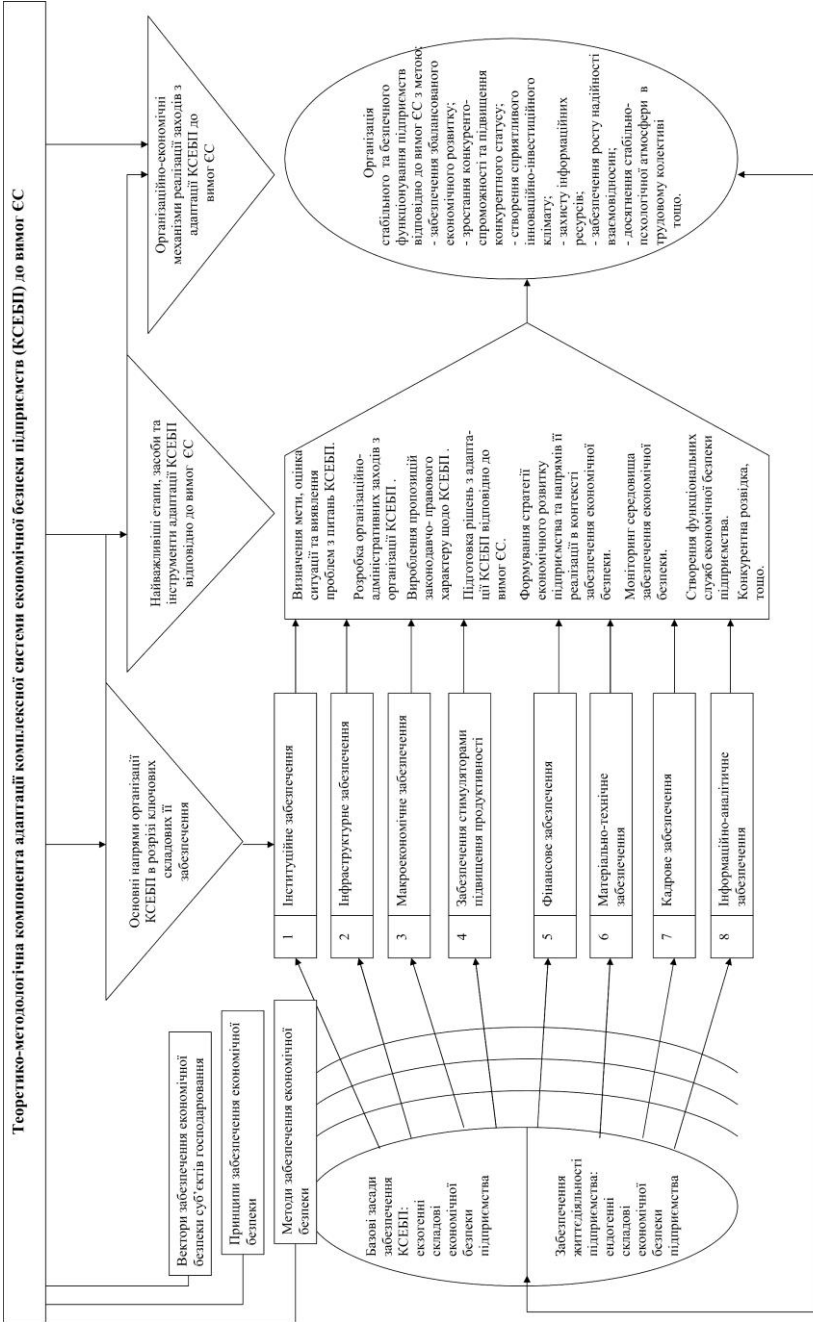 Теоретико-методологічна компонента адаптації комплексної системи економічної безпеки підприємств (КСЕБП) до вимог ЄС
Вектори забезпечення економічної
безпеки суб’єктів господарювання
Принципи забезпечення економічної
безпеки
Методи забезпечення економічної
безпеки
Основні напрями організації
КСЕБП в розрізі ключових
складових її
забезпечення
Найважливіші етапи, засоби та
інструменти адаптації КСЕБП
відповідно до вимог ЄС
Організаційно-економічні
механізми реалізації заходів з
адаптації КСЕБП до
вимог ЄС
Базові засади
забезпечення
КСЕБП:
екзогенні
складові
економічної
безпеки
підприємства
Забезпечення
життєдіяльності
підприємства:
ендогенні
складові
економічної
безпеки
підприємства
1 Інституційне забезпечення
2 Інфраструктурне забезпечення
3 Макроекономічне забезпечення
4 Забезпечення стимуляторами
підвищення продуктивності
5 Фінансове забезпечення
6 Матеріально-технічне
забезпечення
7 Кадрове забезпечення
8 Інформаційно-аналітичне
забезпечення
Визначення мети, оцінка
ситуації та виявлення
проблем з питань КСЕБП.
Розробка організаційно-
адміністративних заходів з
організації КСЕБП .
Вироблення пропозицій
законодавчо- правового
характеру щодо КСЕБП .
Підготовка рішень з адапта-
ції КСЕБП відповідно до
вимог ЄС.
Формування стратегії
економічного розвитку
підприємства та напрямів її
реалізації в контексті
забезпечення економічної
безпеки.
Моніторинг середовища
забезпечення економічної
безпеки.
Створення функціональних
служб економічної безпеки
підприємства.
Конкурентна розвідка,
тощо.
Організація
стабільного та безпечного
функціонування підприємств
відповідно до вимог ЄС з метою:
- забезпечення збалансованого
економічного розвитку;
- зростання конкуренто-
спроможності та підвищення
конкурентного статусу;
- створення сприятливого
інноваційно-інвестиційного
клімату;
- захисту інформаційних
ресурсів;
- забезпечення росту надійності
взаємовідносин;
- досягнення стабільно-
психологічної атмосфери в
трудовому колективі
тощо.